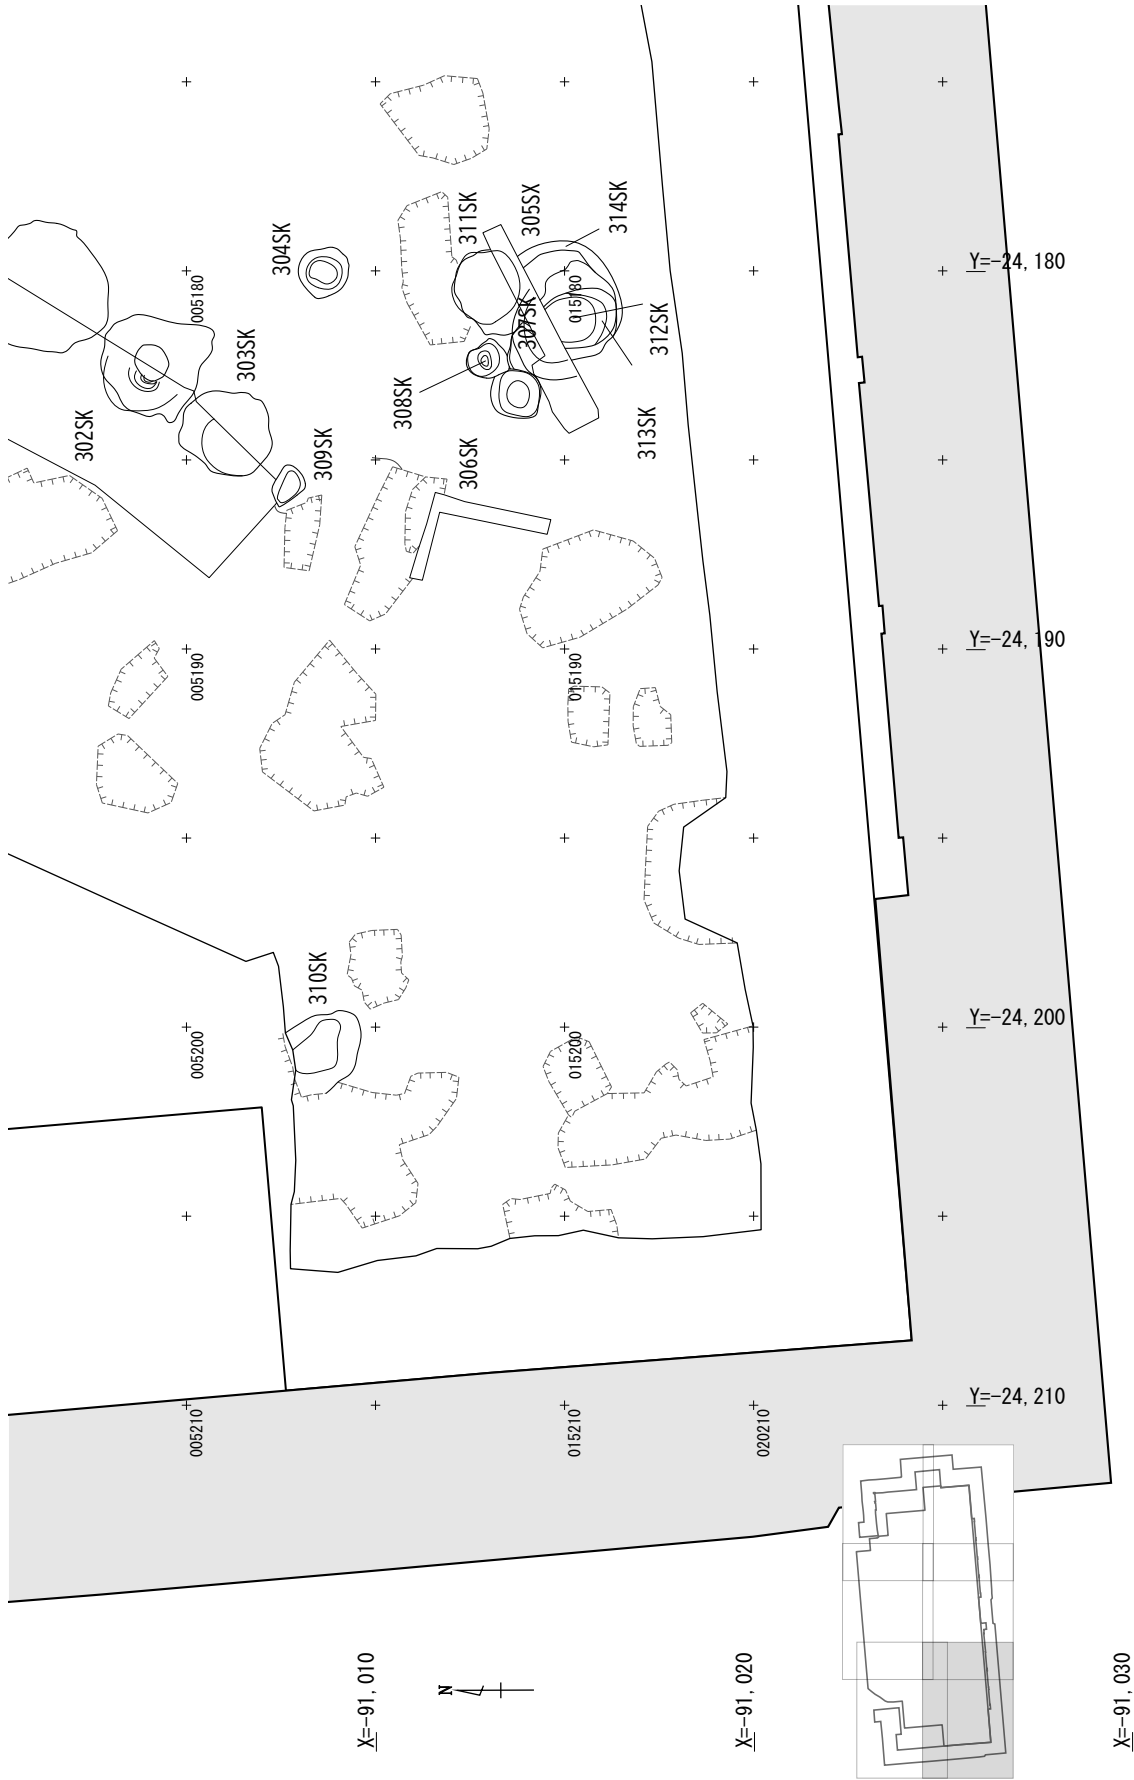 302SK
303SK
304SK
309SK
308SK
306SK
311SK
305SX
307SK
314SK
312SK
313SK
310SK
005180
015180
005190
015190
005200
015200
005210
015210
020210
Y=-24, 180
Y=-24, 190
Y=-24, 200
Y=-24, 210
X=-91, 010
N
X=-91, 020
X=-91, 030